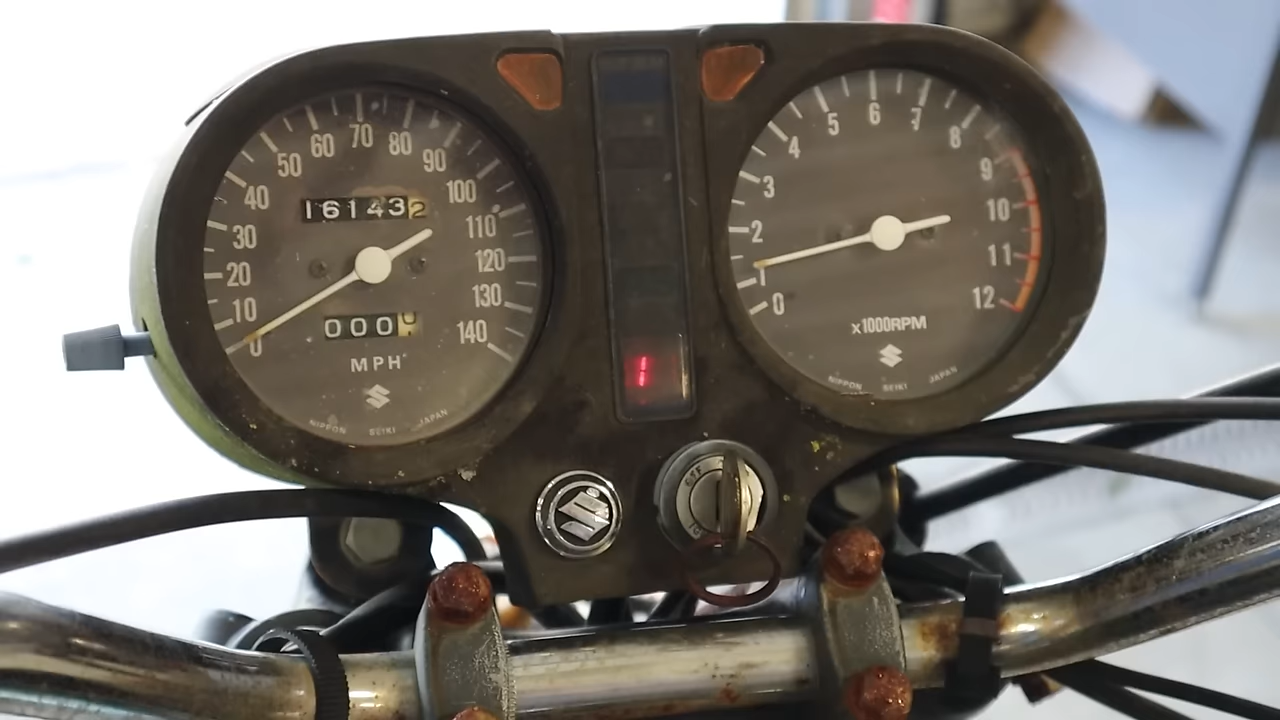 0 10 20 30 40 50 60 70 80 90 100 110 120 130 140
161432
000
MPH
NIPPON SEIKI JAPAN
1
0 1 2 3 4 5 6 7 8 9 10 11 12
x1000RPM
NIPPON SEIKI JAPAN